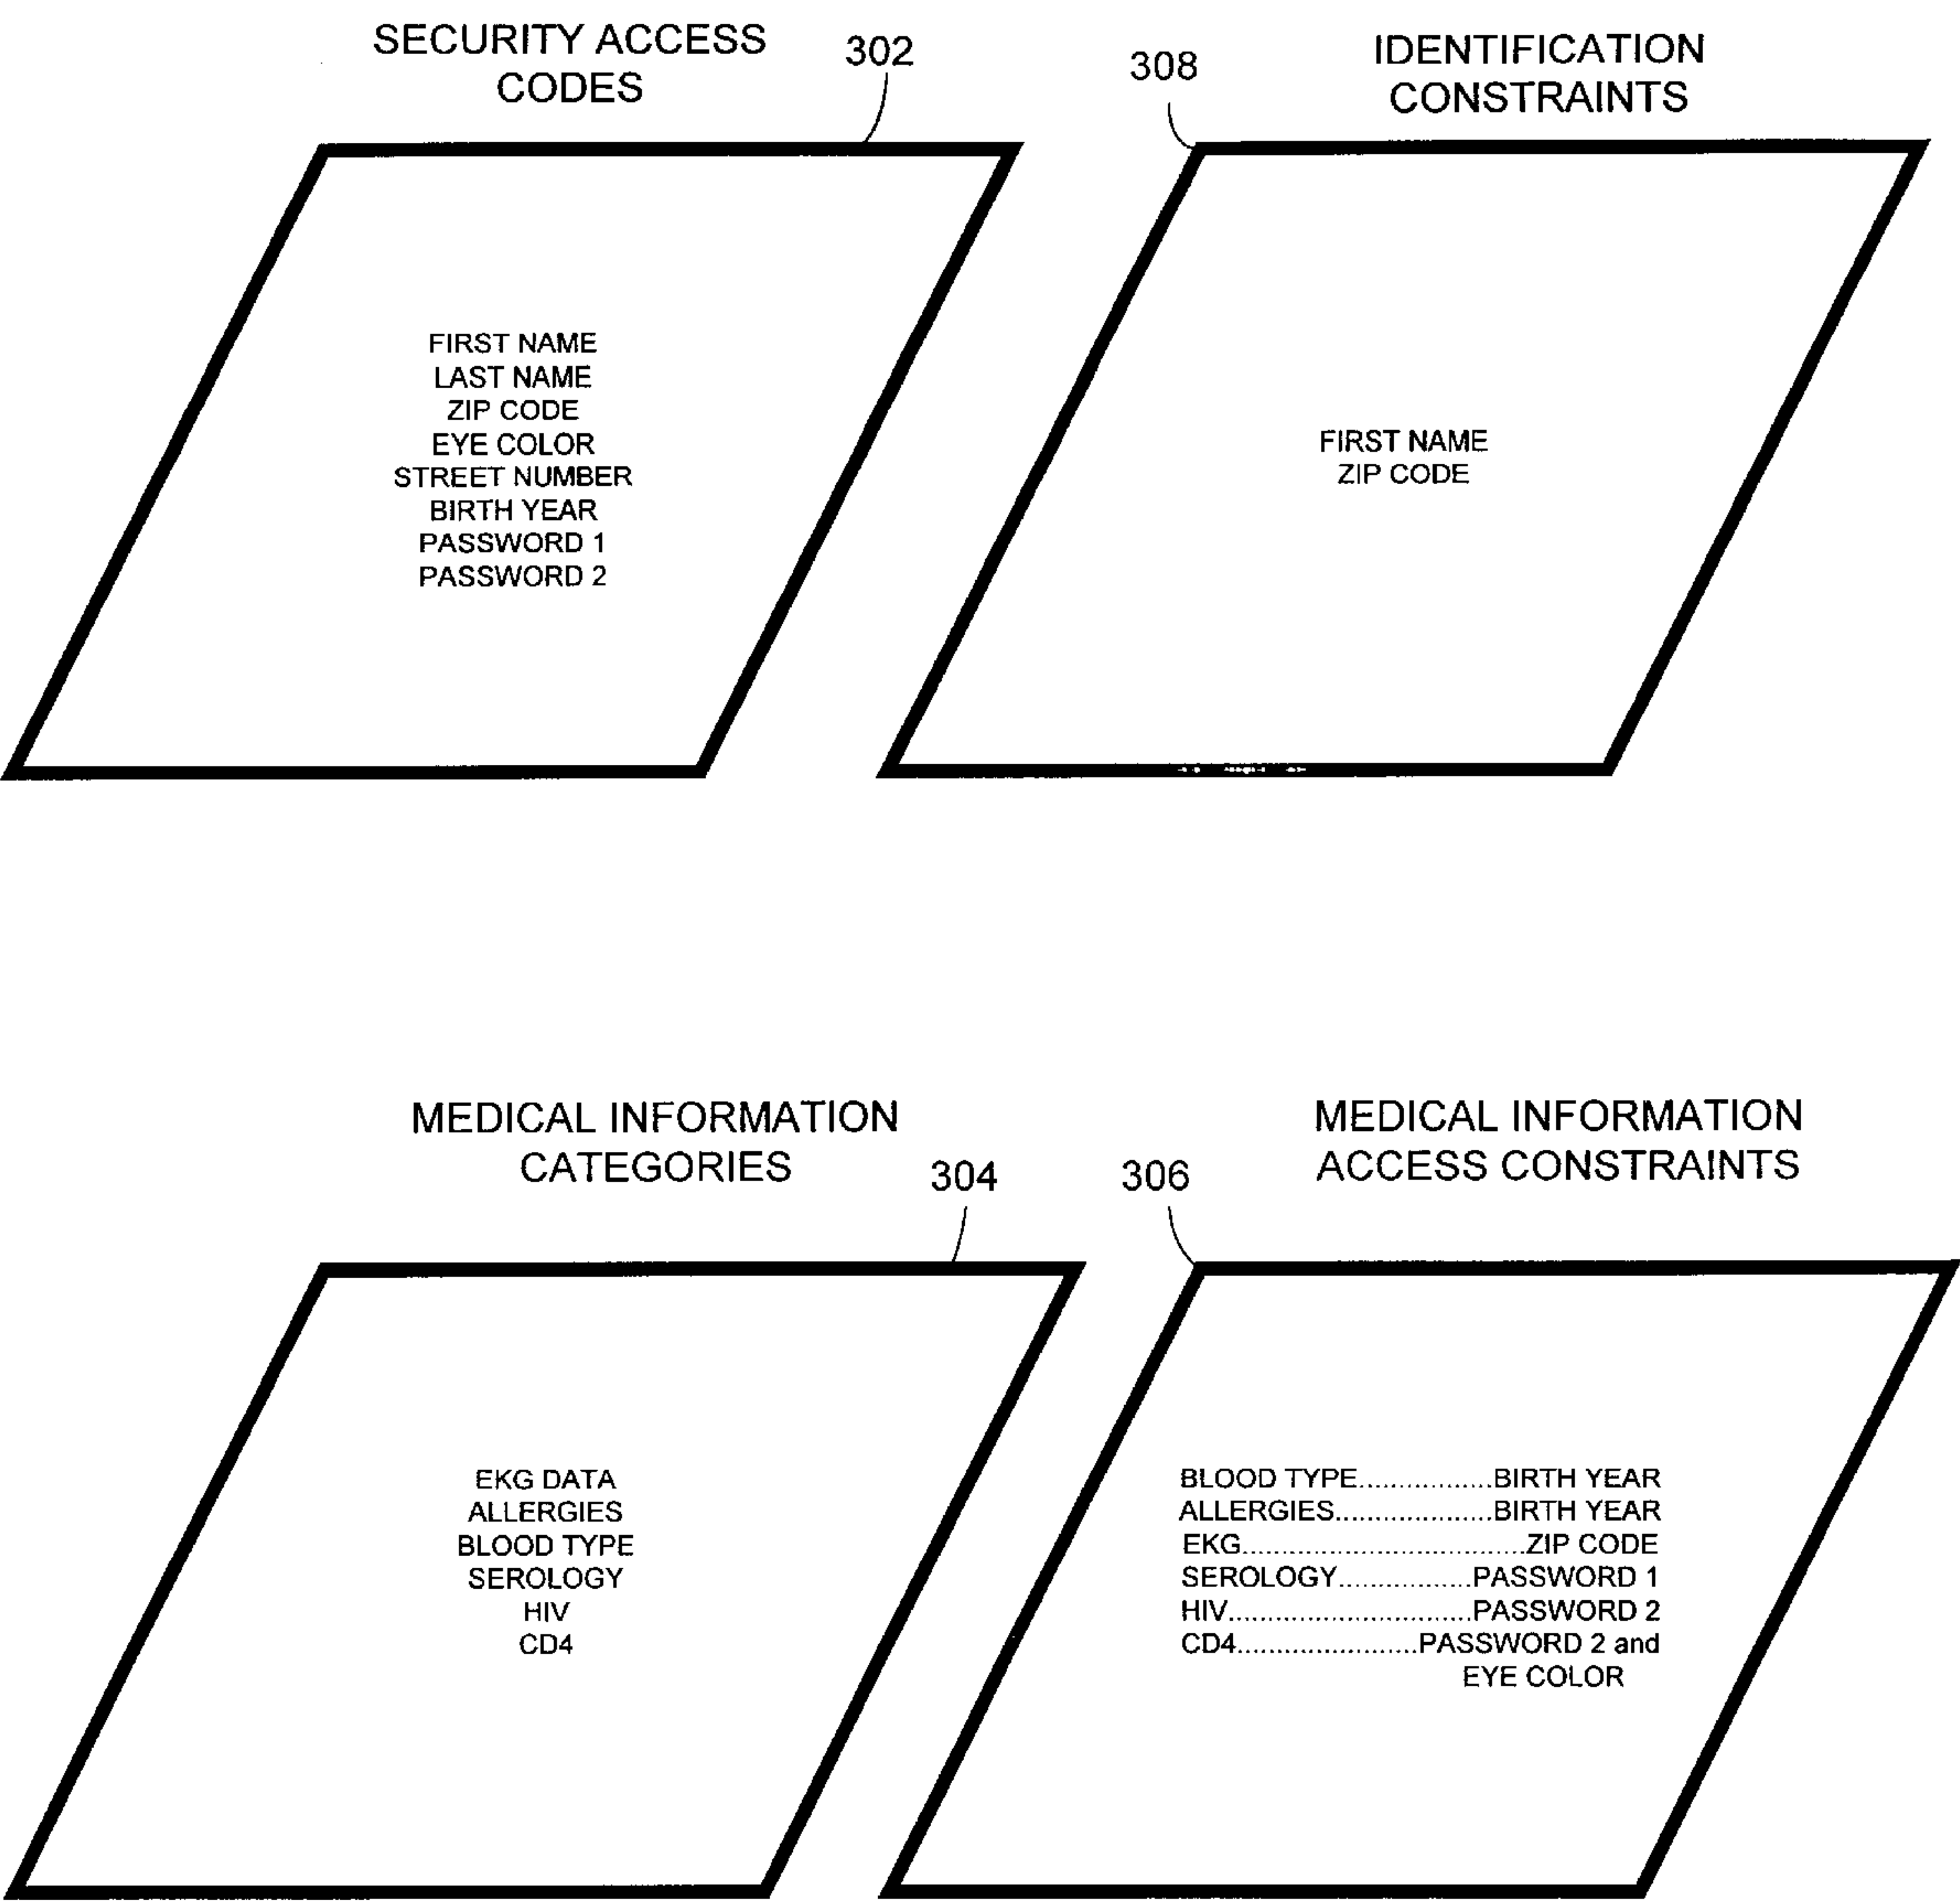 SECURITY ACCESS
CODES
302
FIRST NAME
LAST NAME
ZIP CODE
EYE COLOR
STREET NUMBER
BIRTH YEAR
PASSWORD 1
PASSWORD 2
308
IDENTIFICATION
CONSTRAINTS
FIRST NAME
ZIP CODE
MEDICAL INFORMATION
CATEGORIES
304
EKG DATA
ALLERGIES
BLOOD TYPE
SEROLOGY
HIV
CD4
306
MEDICAL INFORMATION
ACCESS CONSTRAINTS
BLOOD TYPE.................BIRTH YEAR
ALLERGIES....................BIRTH YEAR
EKG...................................ZIP CODE
SEROLOGY.................PASSWORD 1
HIV..............................PASSWORD 2
CD4......................PASSWORD 2 and
EYE COLOR